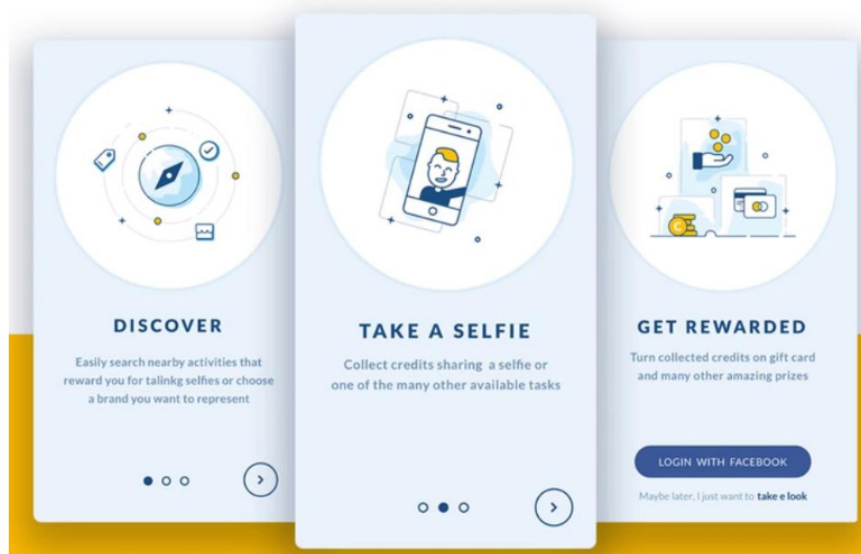 DISCOVER
Easily search nearby activities that
reward you for talinkg selfies or choose
a brand you want to represent
TAKE A SELFIE
Collect credits sharing a selfie or
one of the many other available tasks
GET REWARDED
Turn collected credits on gift card
and many other amazing prizes
LOGIN WITH FACEBOOK
Maybe later, I just want to take e look